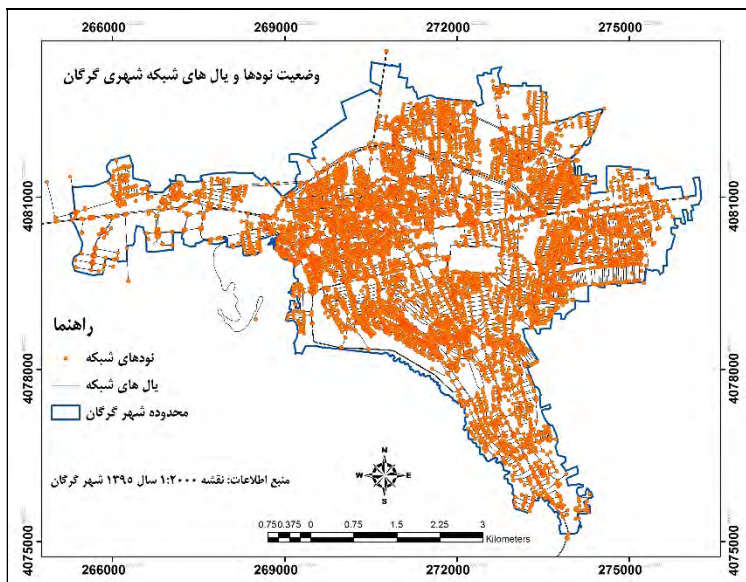 266000 269000 272000 275000
وضعیت نودها و یال های شبکه شهری گرگان
4081000 4081000
راهنما
نودهای شبکه
یال های شبکه
4078000 4078000
محدوده شهر گرگان
منبع اطلاعات: نقشه ۱:۲۰۰۰ سال ۱۳۹۵ شهر گرگان
N
W E
S
0.75 0.375 0 0.75 1.5 2.25 3
Kilometers
4075000 4075000
266000 269000 272000 275000